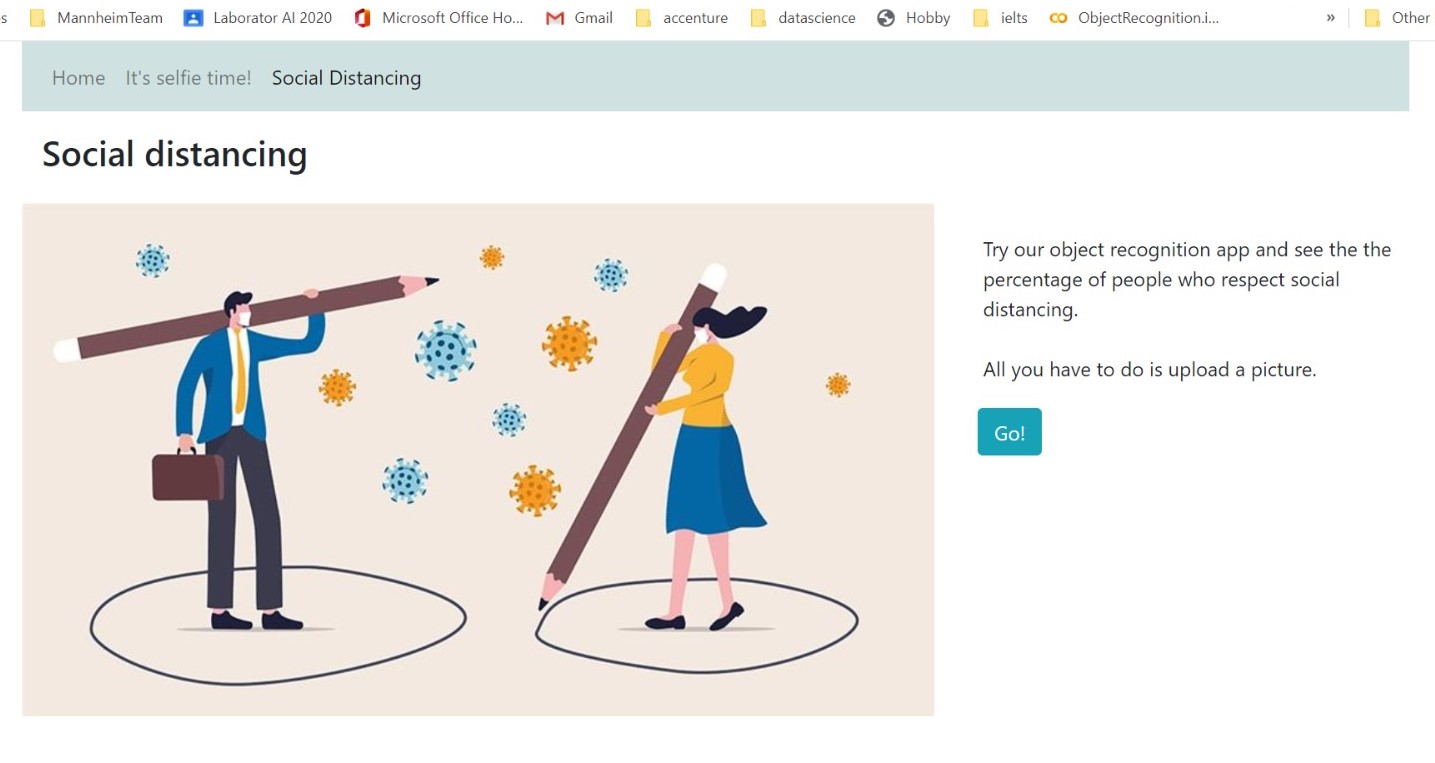 s MannheimTeam Laborator AI 2020 Microsoft Office Ho... Gmail accenture datascience Hobby ielts ObjectRecognition.i... » Other
Home It's selfie time! Social Distancing
Social distancing
Try our object recognition app and see the the
percentage of people who respect social
distancing.
All you have to do is upload a picture.
Go!